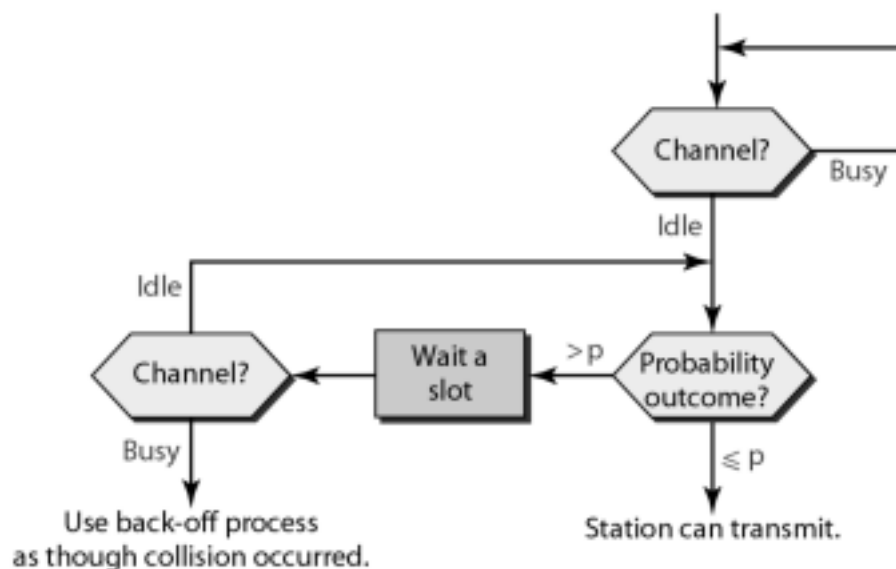 Channel?
Busy
Idle
Idle
Channel?
Wait a
slot
>p
Probability
outcome?
Busy
⩽ p
Use back-off process
as though collision occurred.
Station can transmit.